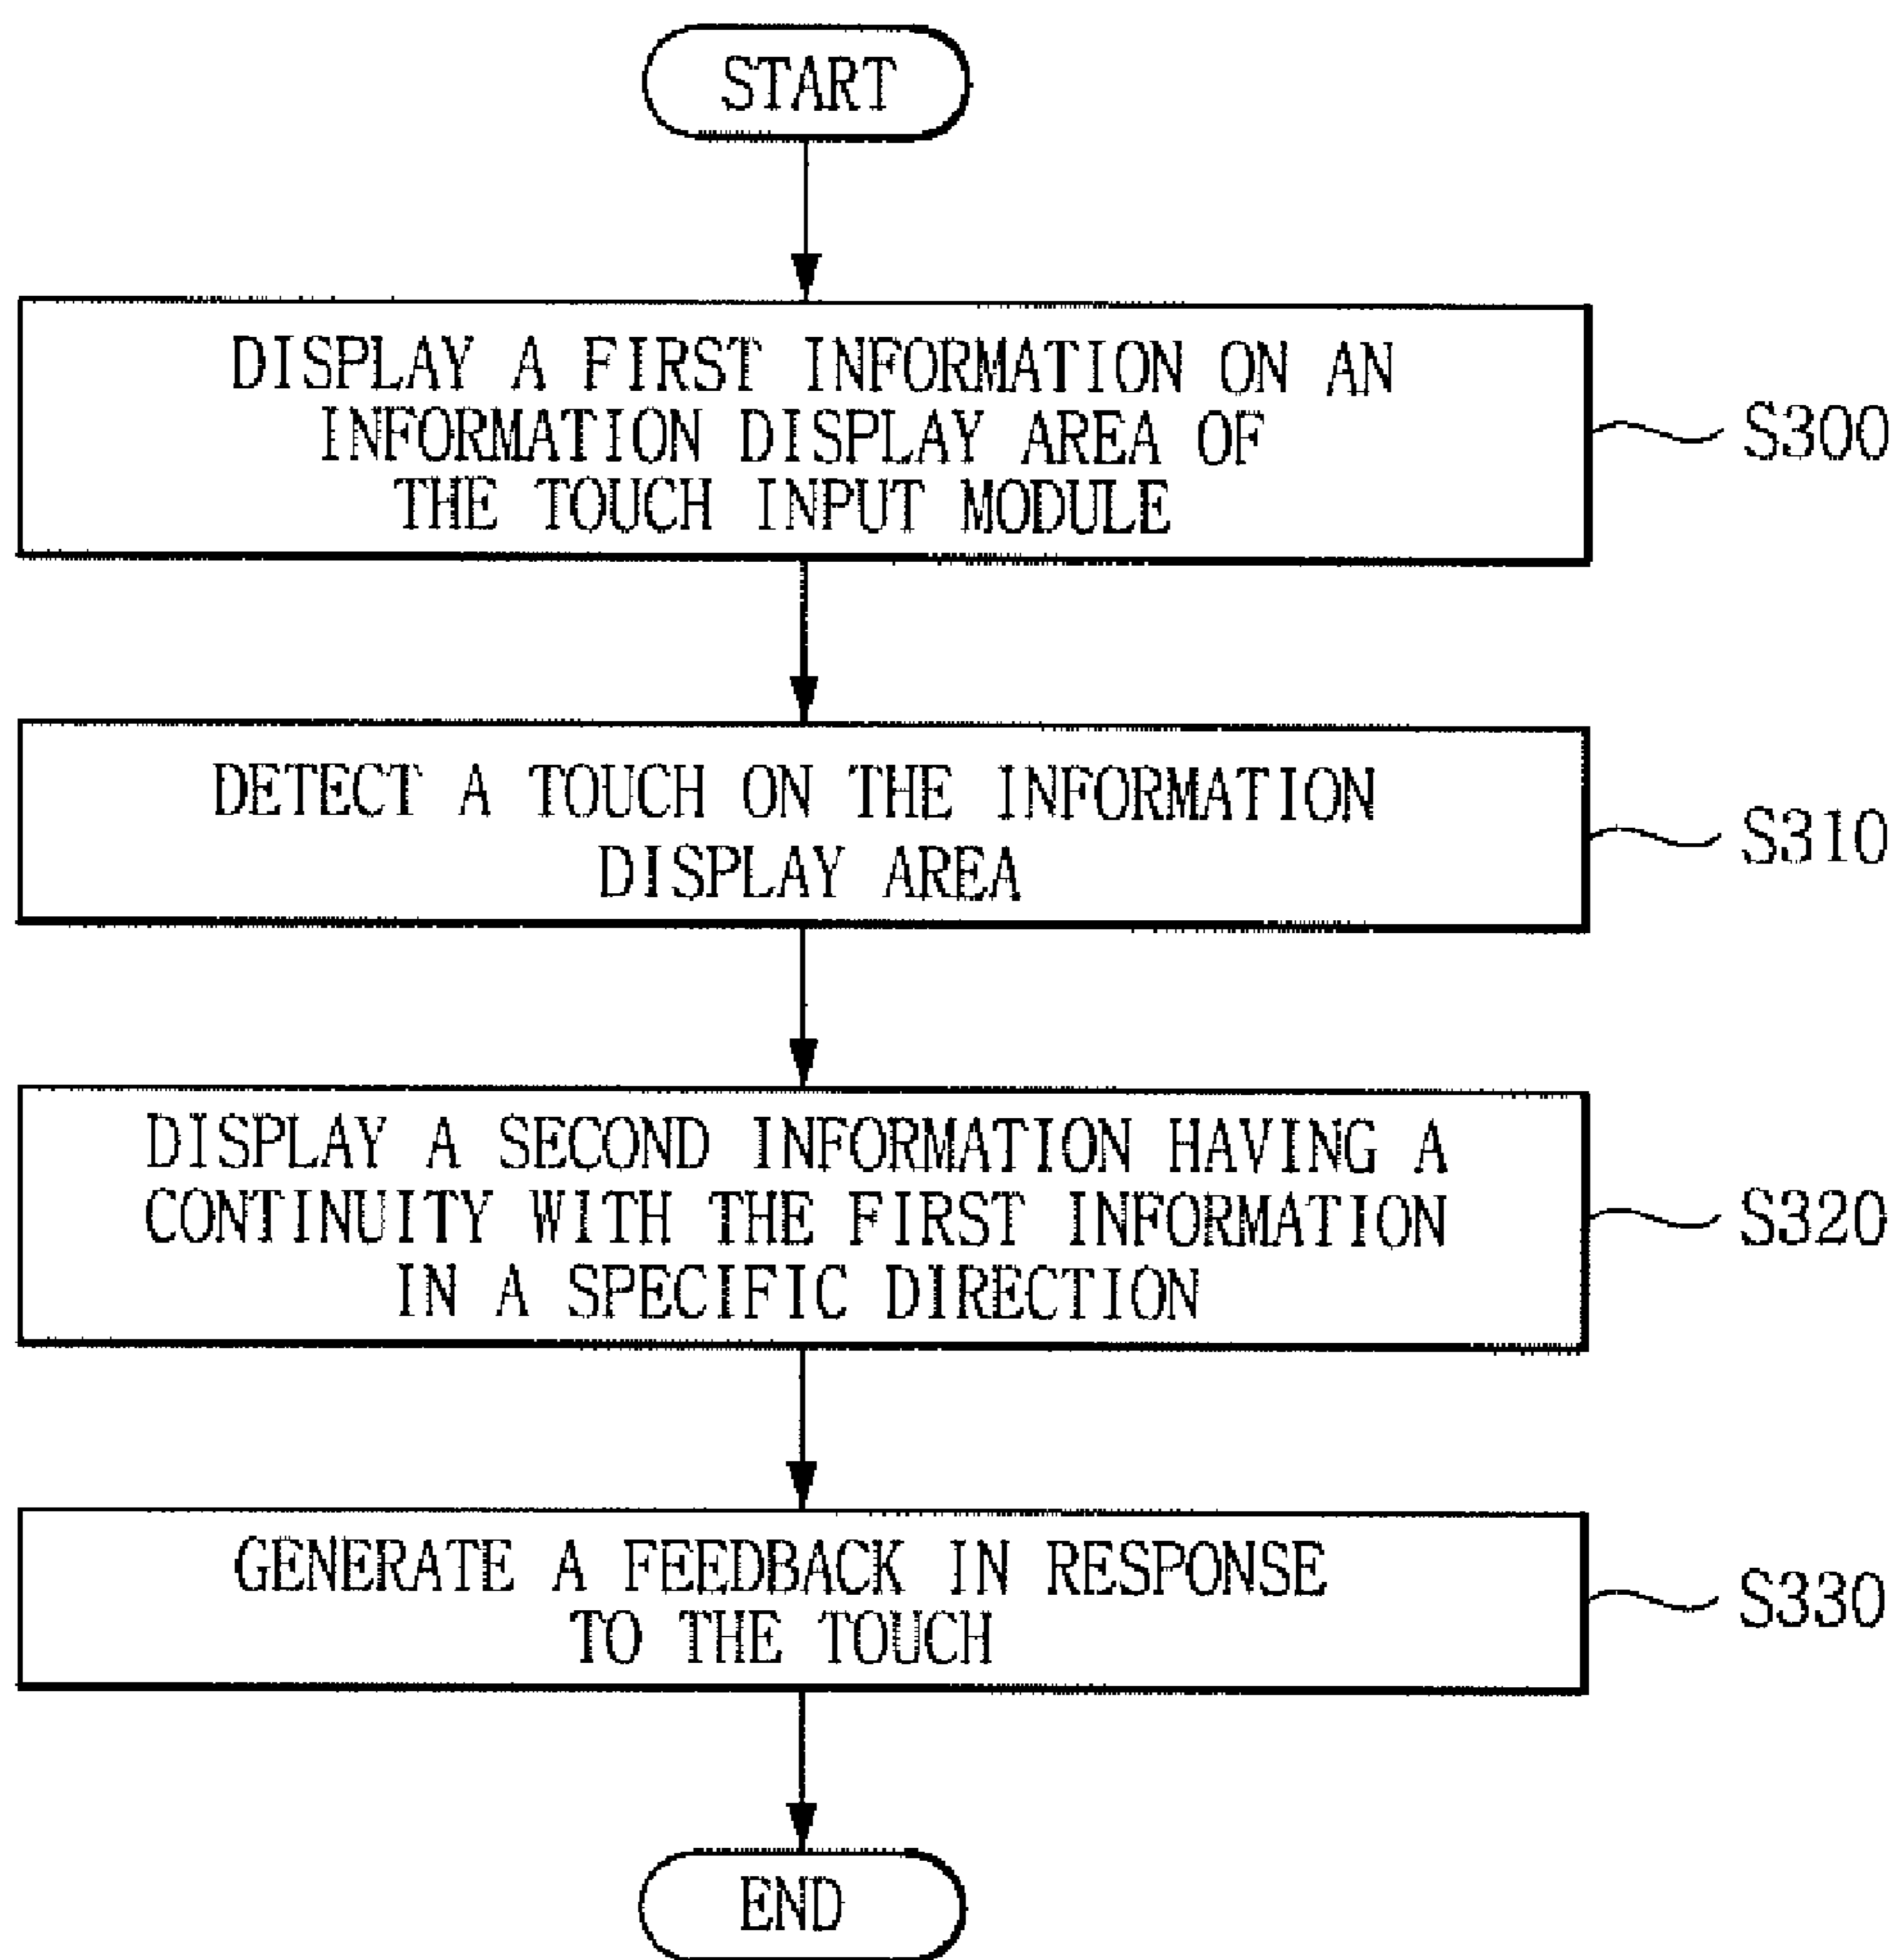 START
DISPLAY A FIRST INFORMATION ON AN
INFORMATION DISPLAY AREA OF
THE TOUCH INPUT MODULE
S300
DETECT A TOUCH ON THE INFORMATION
DISPLAY AREA
S310
DISPLAY A SECOND INFORMATION HAVING A
CONTINUITY WITH THE FIRST INFORMATION
IN A SPECIFIC DIRECTION
S320
GENERATE A FEEDBACK IN RESPONSE
TO THE TOUCH
S330
END